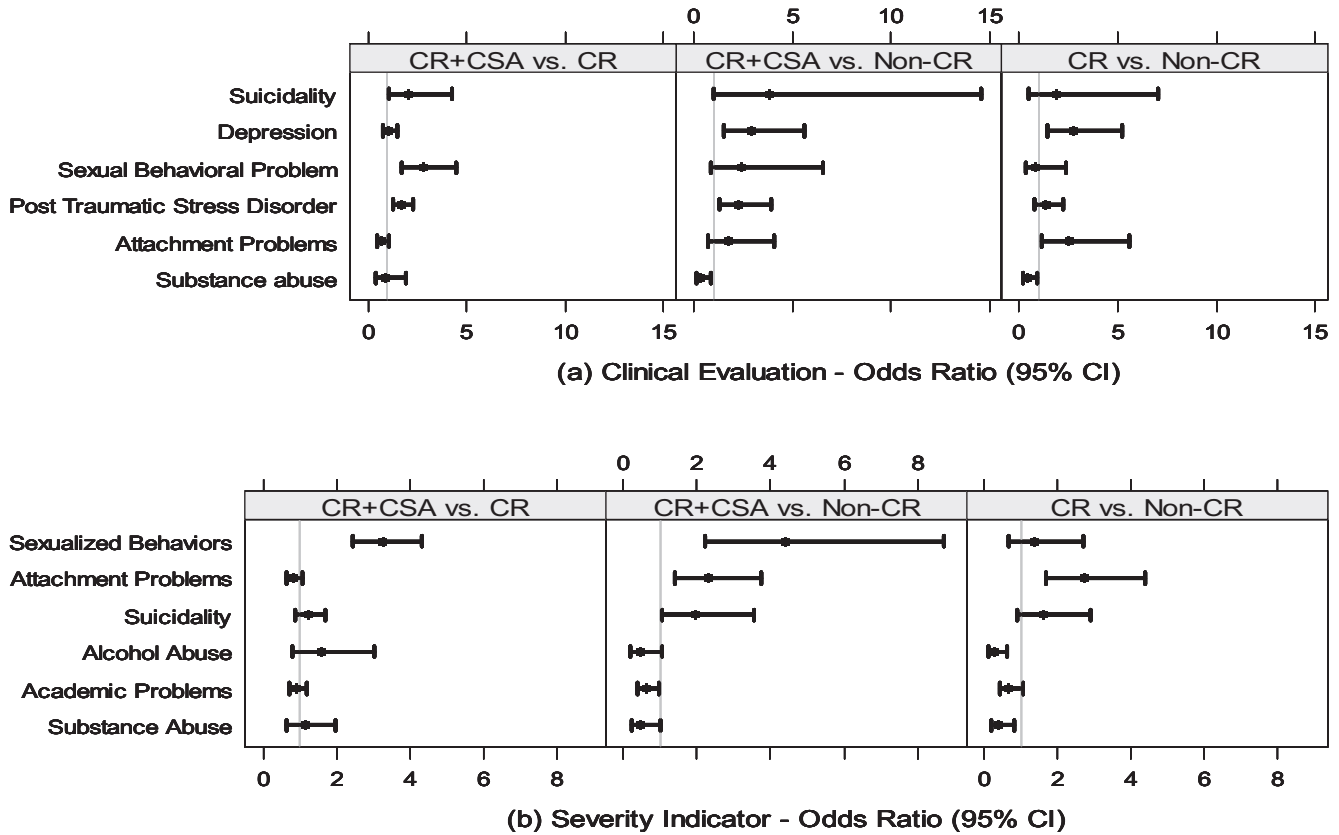 0 5 10 15
CR+CSA vs. CR CR+CSA vs. Non-CR CR vs. Non-CR
Suicidality
Depression
Sexual Behavioral Problem
Post Traumatic Stress Disorder
Attachment Problems
Substance abuse
0 5 10 15 0 5 10 15
(a) Clinical Evaluation - Odds Ratio (95% CI)
0 2 4 6 8
CR+CSA vs. CR CR+CSA vs. Non-CR CR vs. Non-CR
Sexualized Behaviors
Attachment Problems
Suicidality
Alcohol Abuse
Academic Problems
Substance Abuse
0 2 4 6 8 0 2 4 6 8
(b) Severity Indicator - Odds Ratio (95% CI)